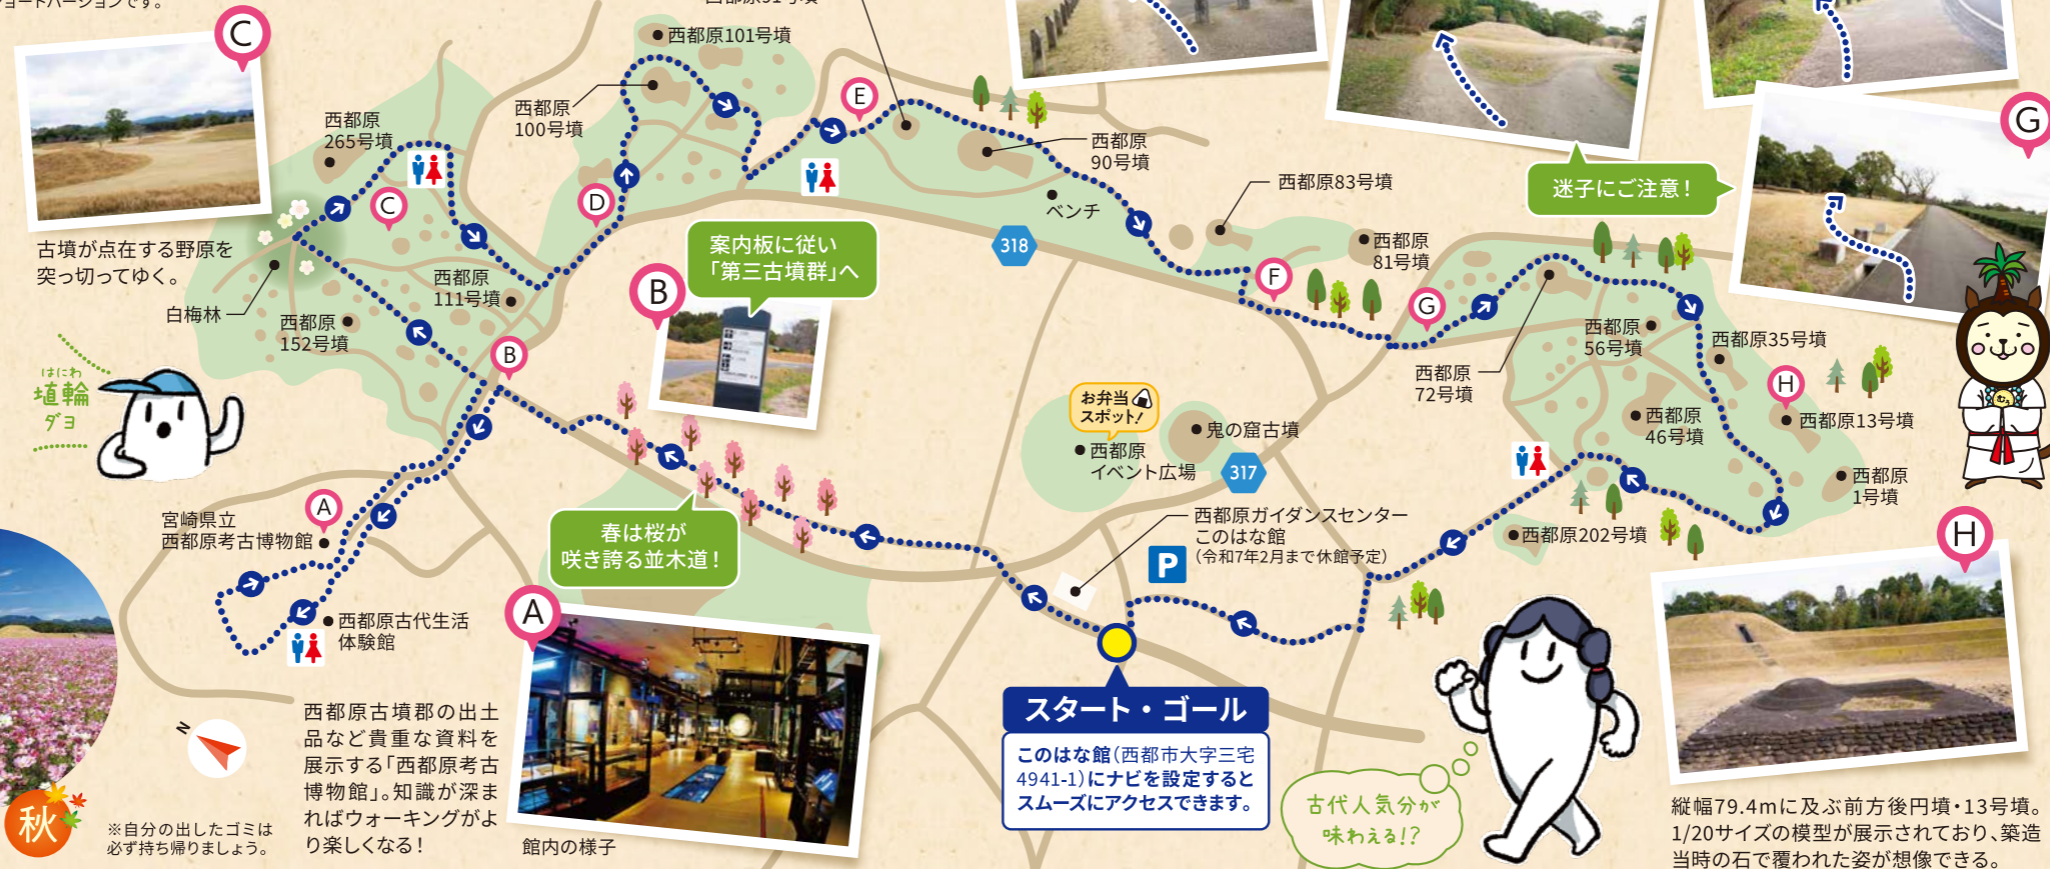 西都原101号墳
C
西都原
100号墳
E
西都原
265号墳
西都原
90号墳
G
迷子にご注意！
西都原83号墳
C
D
ベンチ
318
案内板に従い
「第三古墳群」へ
B
西都原
81号墳
古墳が点在する野原を
突っ切ってゆく。
西都原
111号墳
F
G
白梅林
西都原
152号墳
B
西都原
56号墳
西都原35号墳
西都原
72号墳
H
はにわ
埴輪
ダヨ
お弁当
スポット!
西都原
イベント広場
鬼の窟古墳
317
西都原
46号墳
西都原13号墳
西都原
1号墳
A
宮崎県立
西都原考古博物館
春は桜が
咲き誇る並木道！
西都原ガイダンスセンター
このはな館
（令和7年2月まで休館予定）
P
西都原202号墳
H
西都原古代生活
体験館
A
スタート・ゴール
このはな館（西都市大字三宅
4941-1）にナビを設定すると
スムーズにアクセスできます。
N
西都原古墳郡の出土
品など貴重な資料を
展示する「西都原考古
博物館」。知識が深ま
ればウォーキングがよ
り楽しくなる！
館内の様子
秋
※自分の出したゴミは
必ず持ち帰りましょう。
古代人気分が
味わえる!?
縦幅79.4mに及ぶ前方後円墳・13号墳。
1/20サイズの模型が展示されており、築造
当時の石で覆われた姿が想像できる。